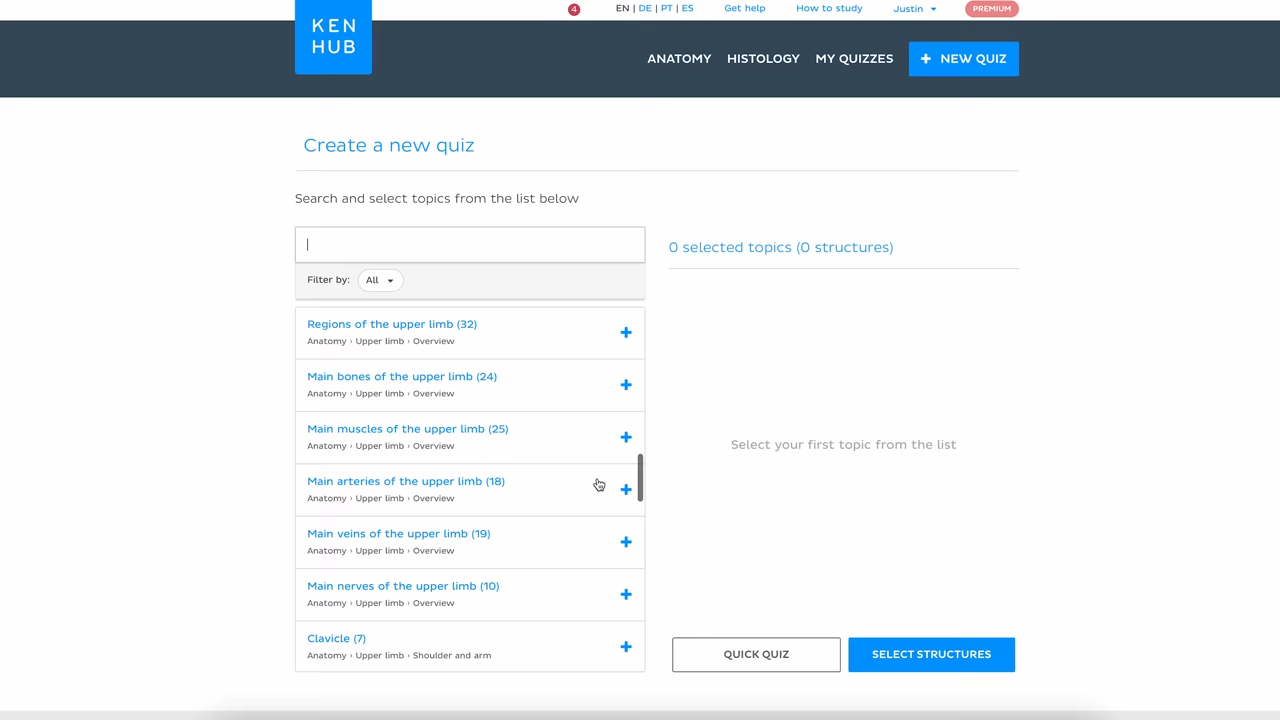 4
EN | DE | PT | ES
Get help
How to study
Justin
PREMIUM
KEN
HUB
ANATOMY
HISTOLOGY
MY QUIZZES
NEW QUIZ
Create a new quiz
Search and select topics from the list below
Filter by:
All
Regions of the upper limb (32)
Anatomy › Upper limb › Overview
Main bones of the upper limb (24)
Anatomy › Upper limb › Overview
Main muscles of the upper limb (25)
Anatomy › Upper limb › Overview
Main arteries of the upper limb (18)
Anatomy › Upper limb › Overview
Main veins of the upper limb (19)
Anatomy › Upper limb › Overview
Main nerves of the upper limb (10)
Anatomy › Upper limb › Overview
Clavicle (7)
Anatomy › Upper limb › Shoulder and arm
0 selected topics (0 structures)
Select your first topic from the list
QUICK QUIZ
SELECT STRUCTURES